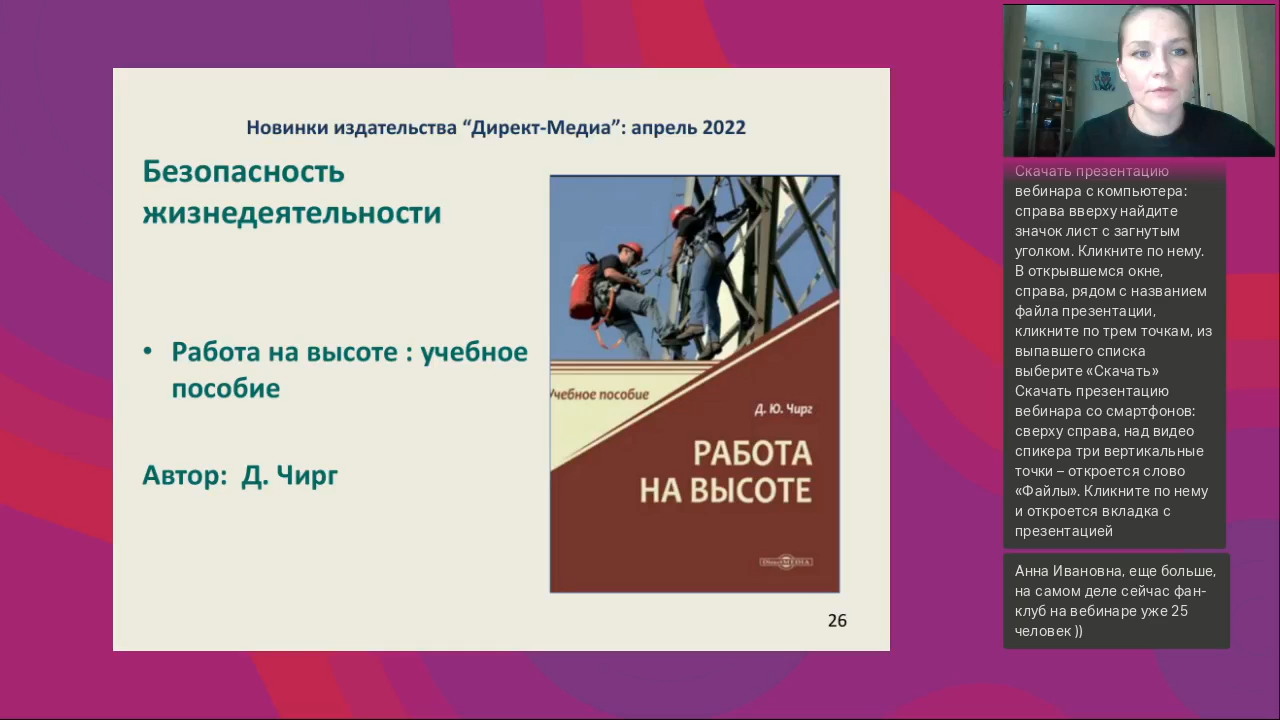 Новинки издательства “Директ-Медиа”: апрель 2022
Безопасность
жизнедеятельности
• Работа на высоте : учебное
пособие
Автор: Д. Чирг
Учебное пособие
Д. Ю. Чирг
РАБОТА
НА ВЫСОТЕ
DirectMEDIA
26
Скачать презентацию
вебинара с компьютера:
справа вверху найдите
значок лист с загнутым
уголком. Кликните по нему.
В открывшемся окне,
справа, рядом с названием
файла презентации,
кликните по трем точкам, из
выпавшего списка
выберите «Скачать»
Скачать презентацию
вебинара со смартфонов:
сверху справа, над видео
спикера три вертикальные
точки – откроется слово
«Файлы». Кликните по нему
и откроется вкладка с
презентацией
Анна Ивановна, еще больше,
на самом деле сейчас фан-
клуб на вебинаре уже 25
человек ))